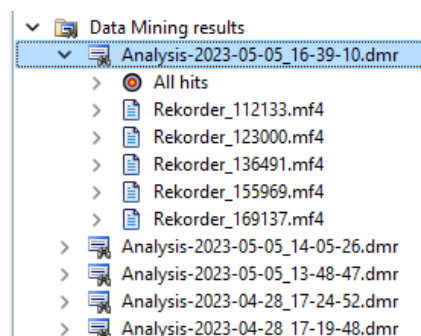 Data Mining results
Analysis-2023-05-05_16-39-10.dmr
All hits
Rekorder_112133.mf4
Rekorder_123000.mf4
Rekorder_136491.mf4
Rekorder_155969.mf4
Rekorder_169137.mf4
Analysis-2023-05-05_14-05-26.dmr
Analysis-2023-05-05_13-48-47.dmr
Analysis-2023-04-28_17-24-52.dmr
Analysis-2023-04-28_17-19-48.dmr